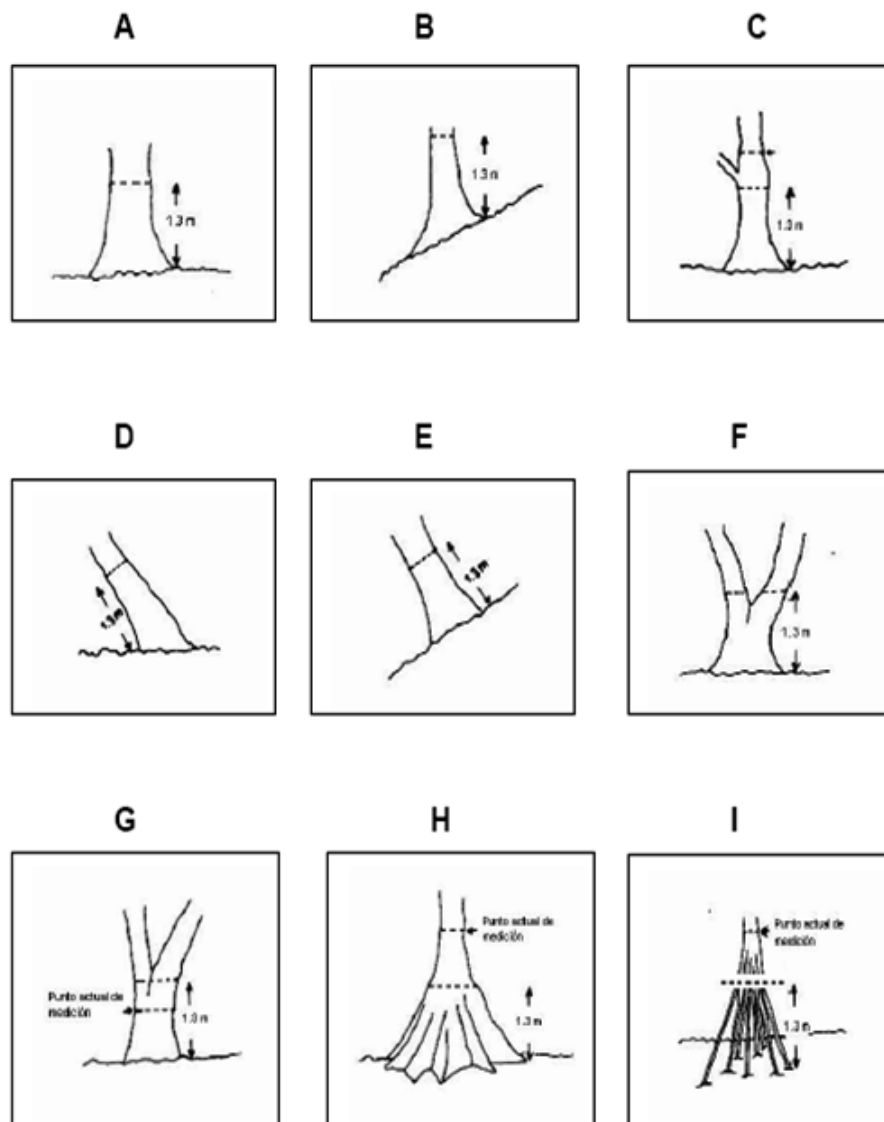 A
B
C
1.3 m
1.3 m
1.3 m
D
E
F
1.3 m
1.3 m
1.3 m
G
H
I
Punto actual de
medición
1.3 m
Punto actual de
medición
1.3 m
Punto actual de
medición
1.3 m